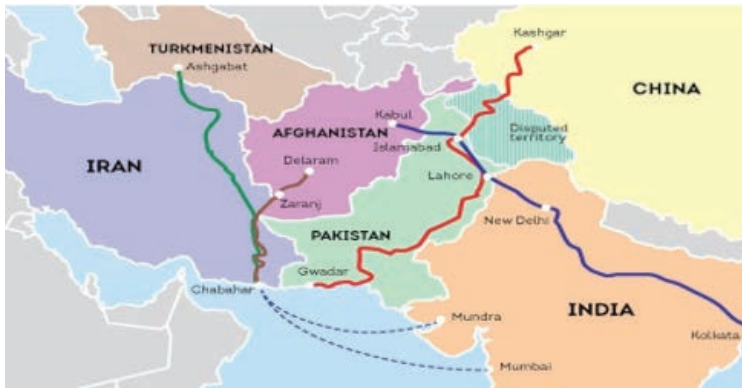 Kashgar
TURKMENISTAN
Ashgabat
CHINA
Kabul
AFGHANISTAN
Islamjabad
Disputed
territory
Delaram
IRAN
Lahore
Zaranj
New Delhi
PAKISTAN
Gwadar
Chabahar
INDIA
Mundra
Kolkata
Mumbai